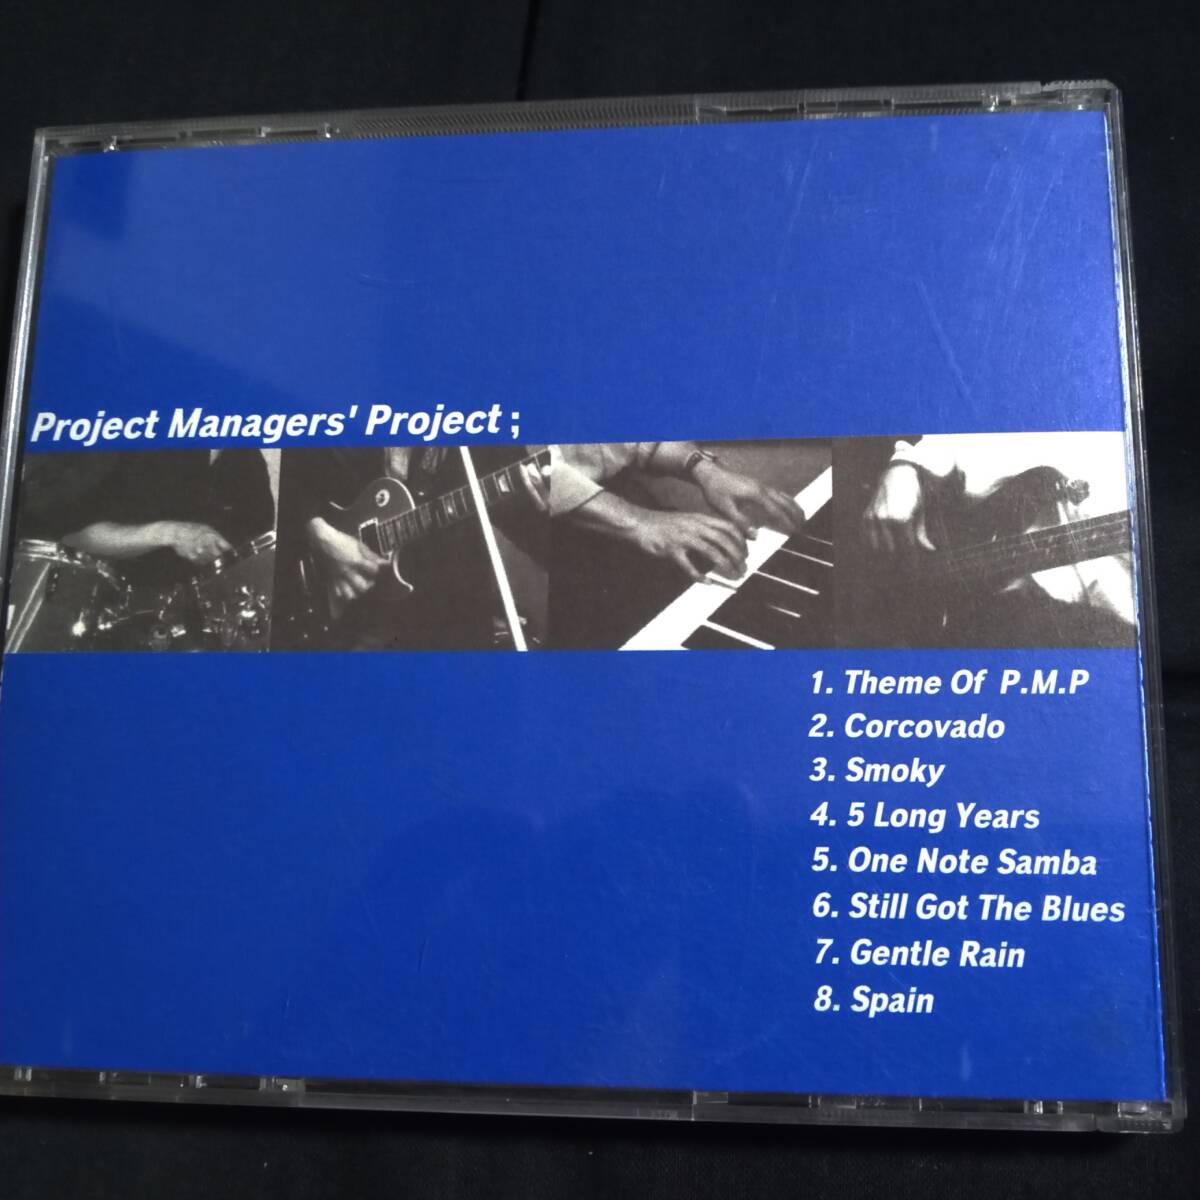 Project Managers' Project ;
1. Theme Of P.M.P
2. Corcovado
3. Smoky
4. 5 Long Years
5. One Note Samba
6. Still Got The Blues
7. Gentle Rain
8. Spain